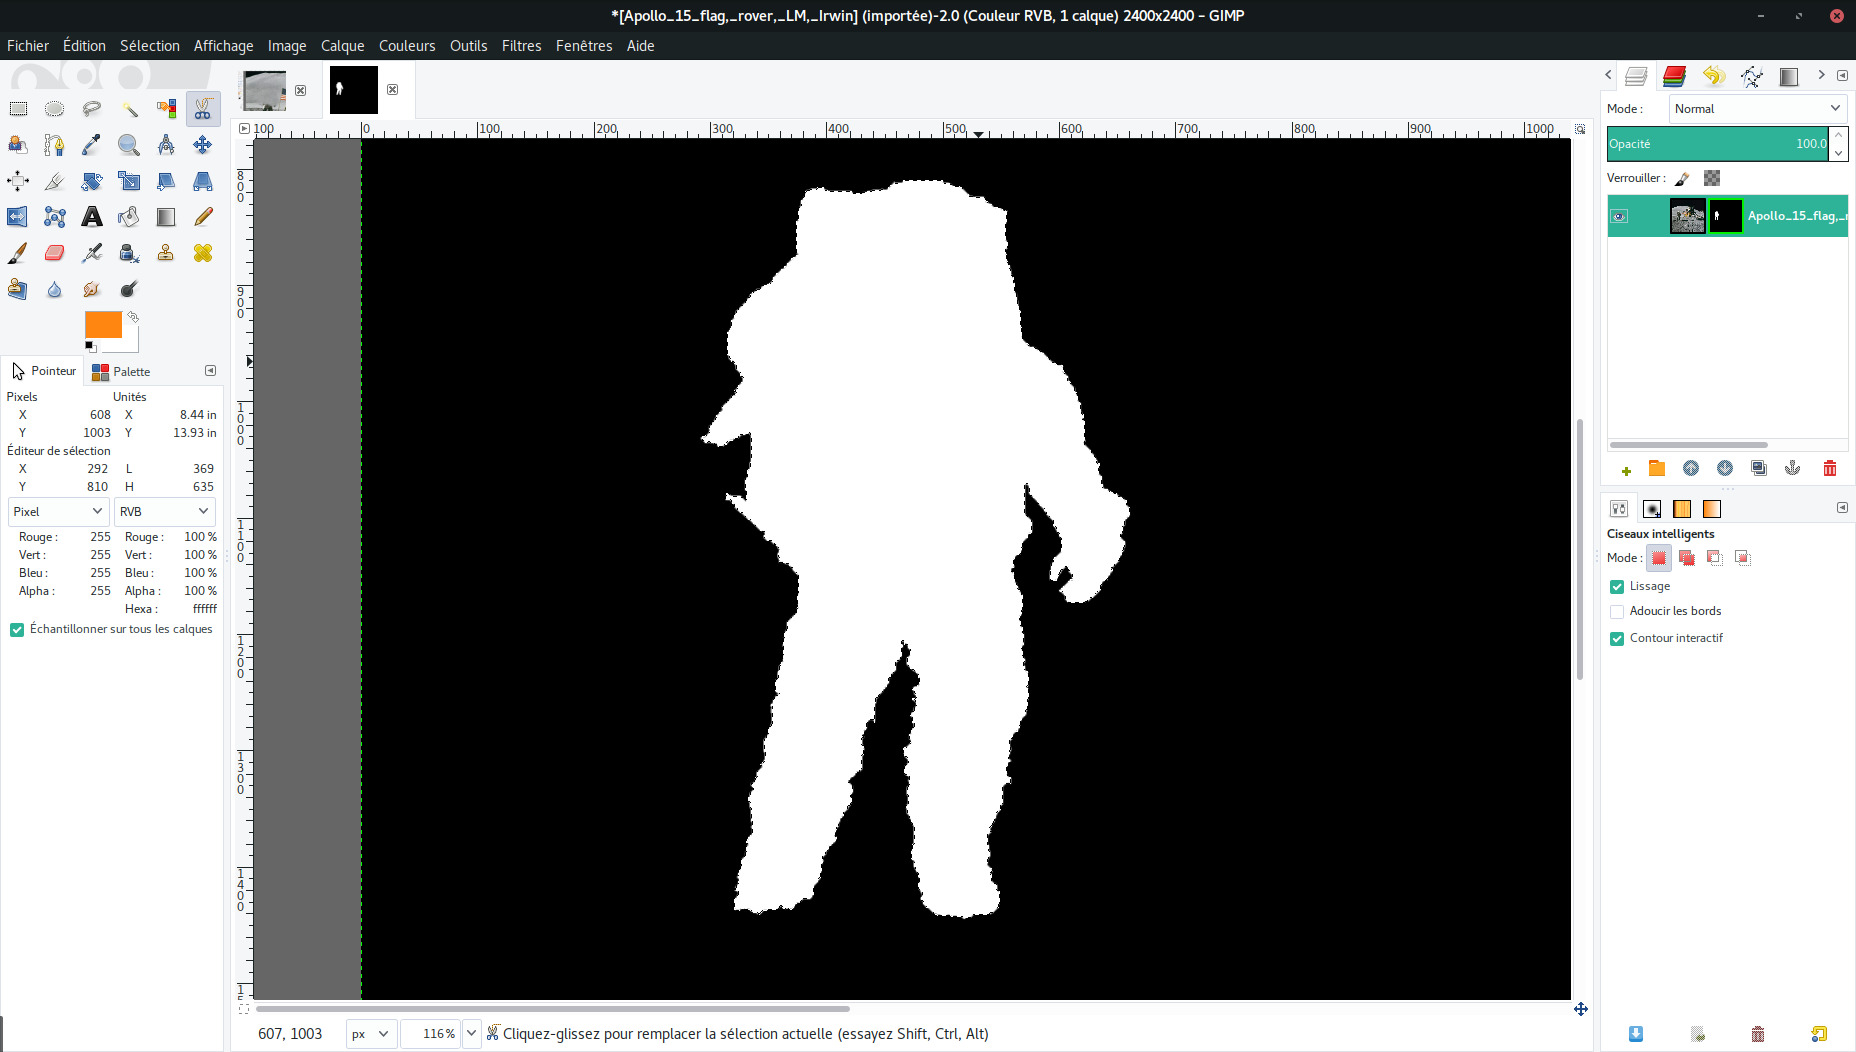 *[Apollo_15_flag,_rover,_LM,_Irwin] (importée)-2.0 (Couleur RVB, 1 calque) 2400x2400 – GIMP
Fichier Édition Sélection Affichage Image Calque Couleurs Outils Filtres Fenêtres Aide
100 0 100 200 300 400 500 600 700 800 900 1000
800
900
1000
1100
1200
1300
1400
15
Pointeur Palette
Pixels Unités
X 608 X 8.44 in
Y 1003 Y 13.93 in
Éditeur de sélection
X 292 L 369
Y 810 H 635
Pixel RVB
Rouge : 255 Rouge : 100 %
Vert : 255 Vert : 100 %
Bleu : 255 Bleu : 100 %
Alpha : 255 Alpha : 100 %
Hexa : ffffff
Échantillonner sur tous les calques
607, 1003 px 116 % Cliquez-glissez pour remplacer la sélection actuelle (essayez Shift, Ctrl, Alt)
Mode : Normal
Opacité 100.0
Verrouiller :
Apollo_15_flag,_r
Ciseaux intelligents
Mode :
Lissage
Adoucir les bords
Contour interactif